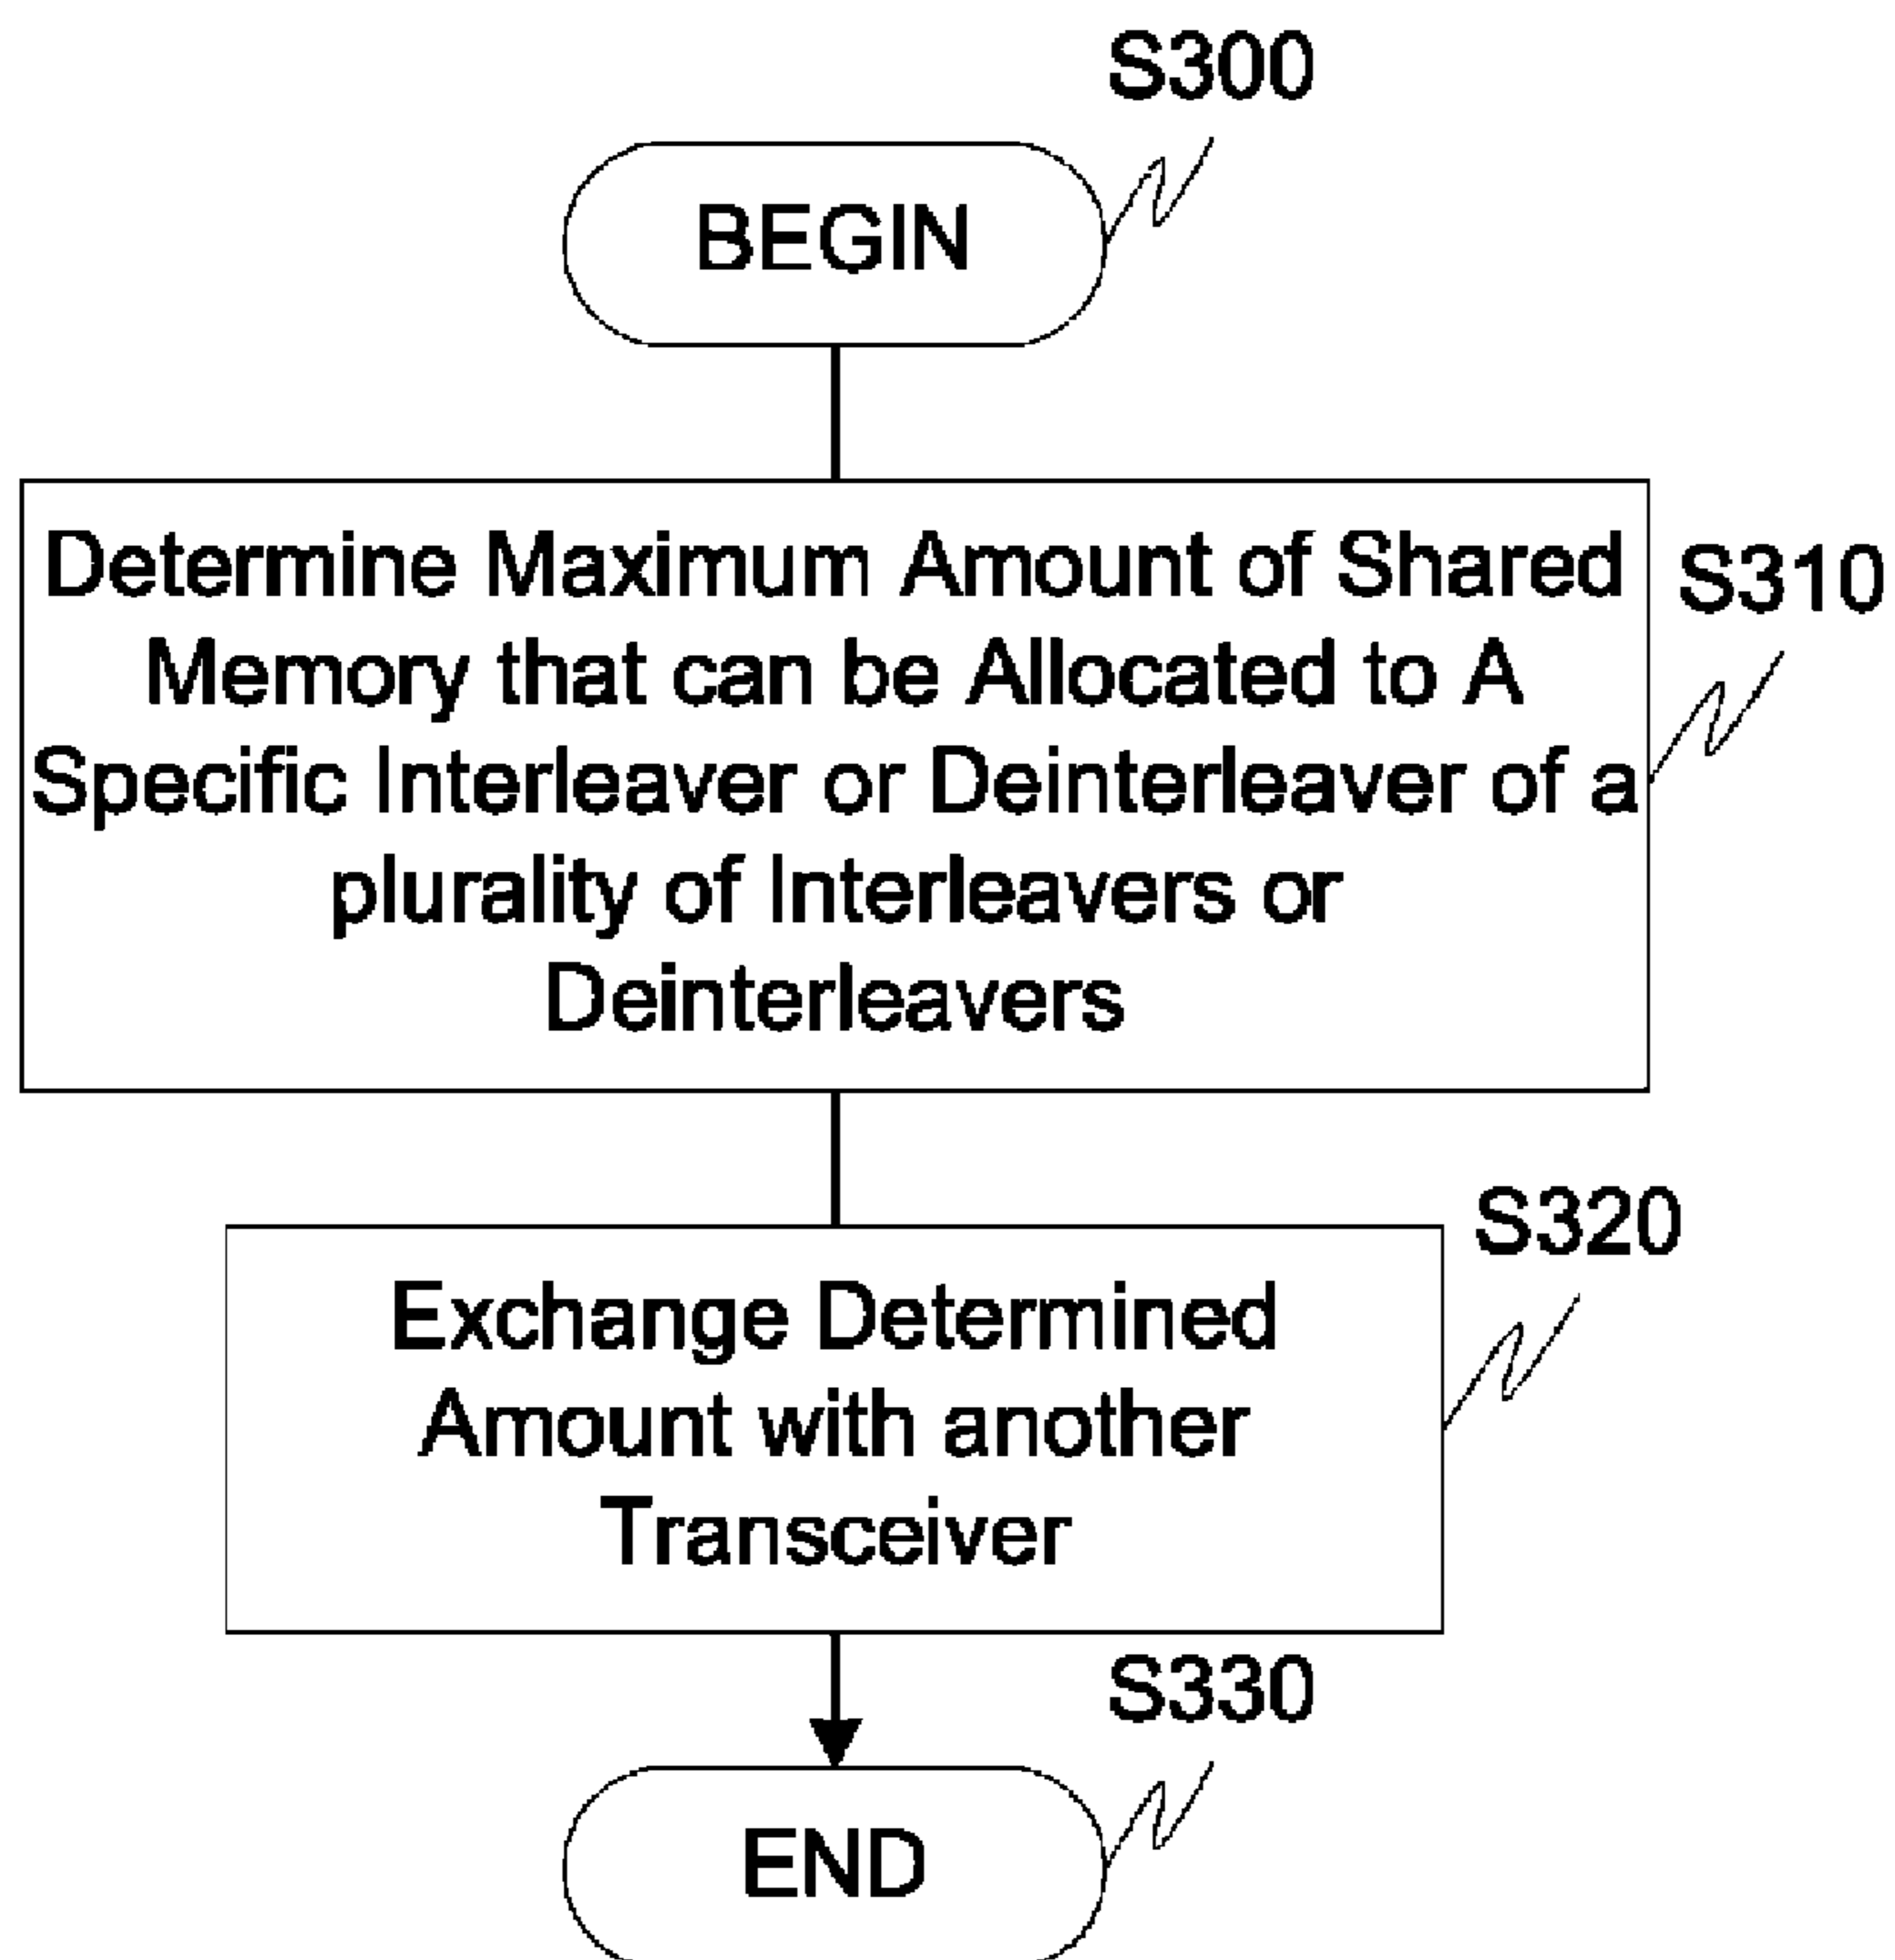 S300
BEGIN
Determine Maximum Amount of Shared
Memory that can be Allocated to A
Specific Interleaver or Deinterleaver of a
plurality of Interleavers or
Deinterleavers
S310
S320
Exchange Determined
Amount with another
Transceiver
S330
END